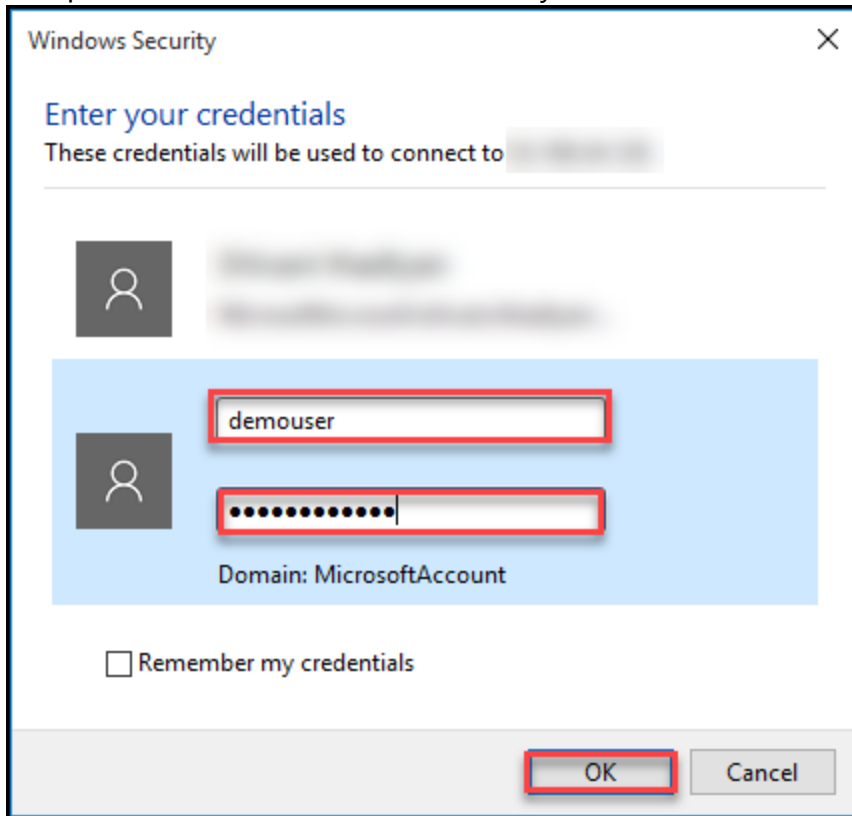 Windows Security
Enter your credentials
These credentials will be used to connect to
demouser
••••••••••••
Domain: MicrosoftAccount
Remember my credentials
OK
Cancel